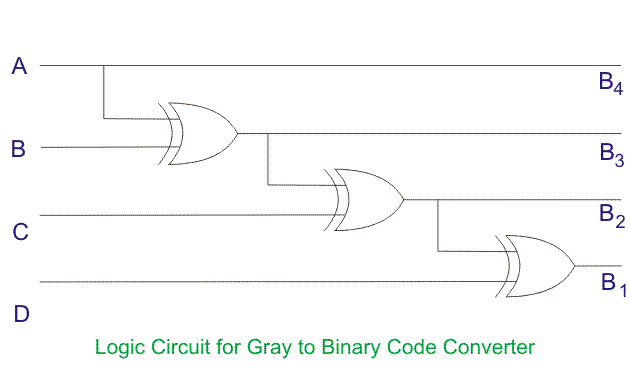 A
B₄
B
B₃
C
B₂
D
B₁
Logic Circuit for Gray to Binary Code Converter